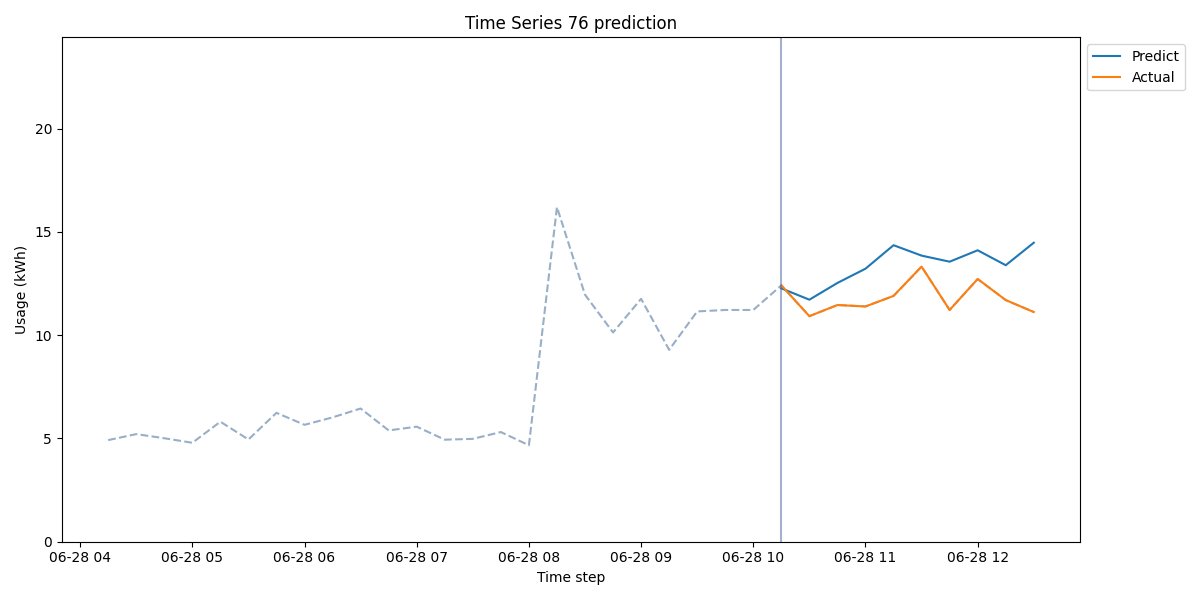 Time Series 76 prediction
Predict
Actual
Usage (kWh)
20
15
10
5
0
06-28 04 06-28 05 06-28 06 06-28 07 06-28 08 06-28 09 06-28 10 06-28 11 06-28 12
Time step